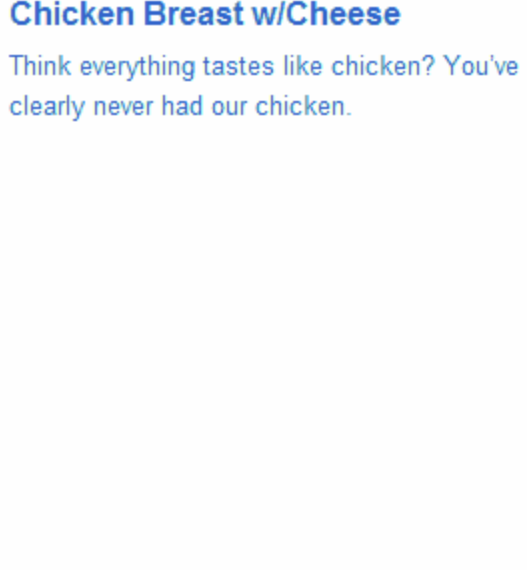 Chicken Breast w/Cheese
Think everything tastes like chicken? You've
clearly never had our chicken.